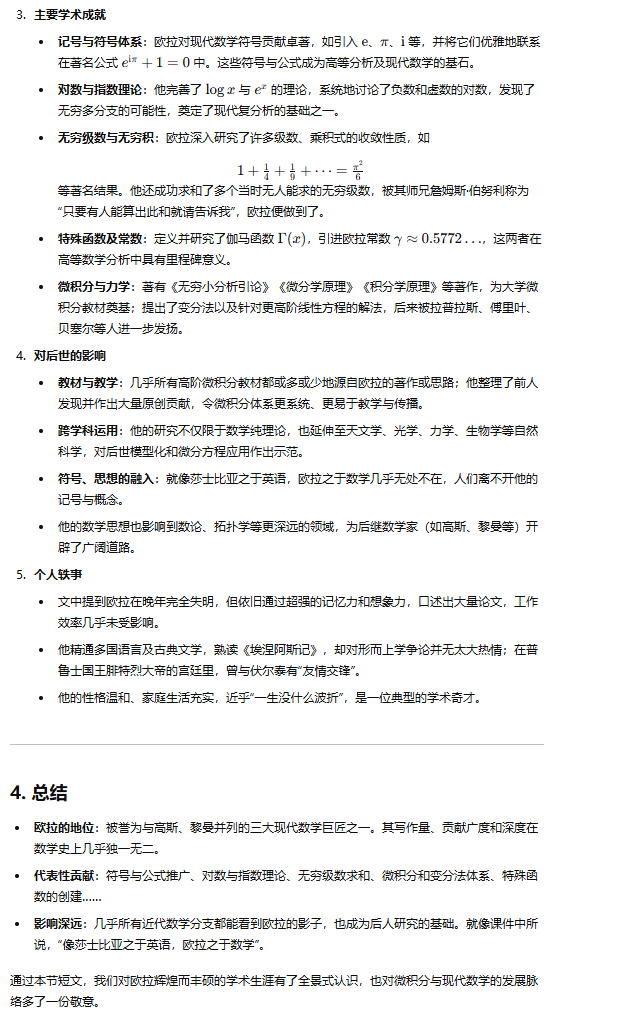 3. 主要学术成就
• 记号与符号体系：欧拉对现代数学符号贡献卓著，如引入 e、π、i 等，并将它们优雅地联系
在著名公式 e^{iπ} + 1 = 0 中。这些符号与公式成为高等分析及现代数学的基石。
• 对数与指数理论：他完善了 log x 与 e^x 的理论，系统地讨论了负数和虚数的对数，发现了
无穷多分支的可能性，奠定了现代复分析的基础之一。
• 无穷级数与无穷积：欧拉深入研究了许多级数、乘积式的收敛性质，如
1 + 1/4 + 1/9 + ⋯ = π²/6
等著名结果。他还成功求和了多个当时无人能求的无穷级数，被其师兄詹姆斯·伯努利称为
“只要有人能算出此和就请告诉我”，欧拉便做到了。
• 特殊函数及常数：定义并研究了伽马函数 Γ(x)，引进欧拉常数 γ ≈ 0.5772...，这两者在
高等数学分析中具有里程碑意义。
• 微积分与力学：著有《无穷小分析引论》《微分学原理》《积分学原理》等著作，为大学微
积分教材奠基；提出了变分法以及针对更高阶线性方程的解法，后来被拉普拉斯、傅里叶、
贝塞尔等人进一步发扬。
4. 对后世的影响
• 教材与教学：几乎所有高阶微积分教材都或多或少地源自欧拉的著作或思路；他整理了前人
发现并作出大量原创贡献，令微积分体系更系统、更易于教学与传播。
• 跨学科运用：他的研究不仅限于数学纯理论，也延伸至天文学、光学、力学、生物学等自然
科学，对后世模型化和微分方程应用作出示范。
• 符号、思想的融入：就像莎士比亚之于英语，欧拉之于数学几乎无处不在，人们离不开他的
记号与概念。
• 他的数学思想也影响到数论、拓扑学等更深远的领域，为后继数学家（如高斯、黎曼等）开
辟了广阔道路。
5. 个人轶事
• 文中提到欧拉在晚年完全失明，但依旧通过超强的记忆力和想象力，口述出大量论文，工作
效率几乎未受影响。
• 他精通多国语言及古典文学，熟读《埃涅阿斯记》，却对形而上学争论并无太大热情；在普
鲁士国王腓特烈大帝的宫廷里，曾与伏尔泰有“友情交锋”。
• 他的性格温和、家庭生活充实，近乎“一生没什么波折”，是一位典型的学术奇才。
4. 总结
• 欧拉的地位：被誉为与高斯、黎曼并列的三大现代数学巨匠之一。其写作量、贡献广度和深度在
数学史上几乎独一无二。
• 代表性贡献：符号与公式推广、对数与指数理论、无穷级数求和、微积分和变分法体系、特殊函
数的创建......
• 影响深远：几乎所有近代数学分支都能看到欧拉的影子，也成为后人研究的基础。就像课件中所
说，“像莎士比亚之于英语，欧拉之于数学”。
通过本节短文，我们对欧拉辉煌而丰硕的学术生涯有了全景式认识，也对微积分与现代数学的发展脉
络多了一份敬意。